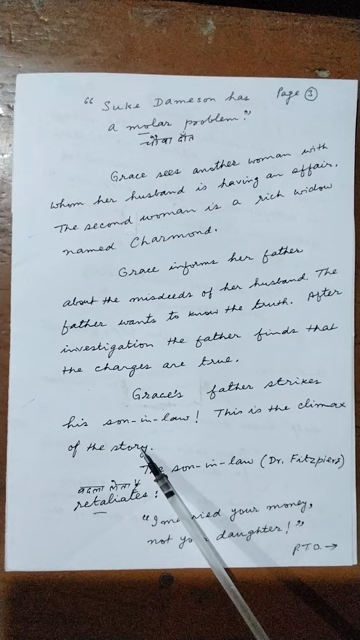 Page 3
"Suke Dameson has
a molar problem."
चौथा दाँत
Grace sees another woman with
whom her husband is having an affair.
The second woman is a rich widow
named Charmond.
Grace informs her father
about the misdeeds of her husband. The
father wants to know the truth. After
investigation the father finds that
the charges are true.
Grace's father strikes
his son-in-law! This is the climax
of the story.
The son-in-law (Dr. Fitzpiers)
बदला लेता है
retaliates:
"I married your money,
not your daughter!"
P.T.O. →